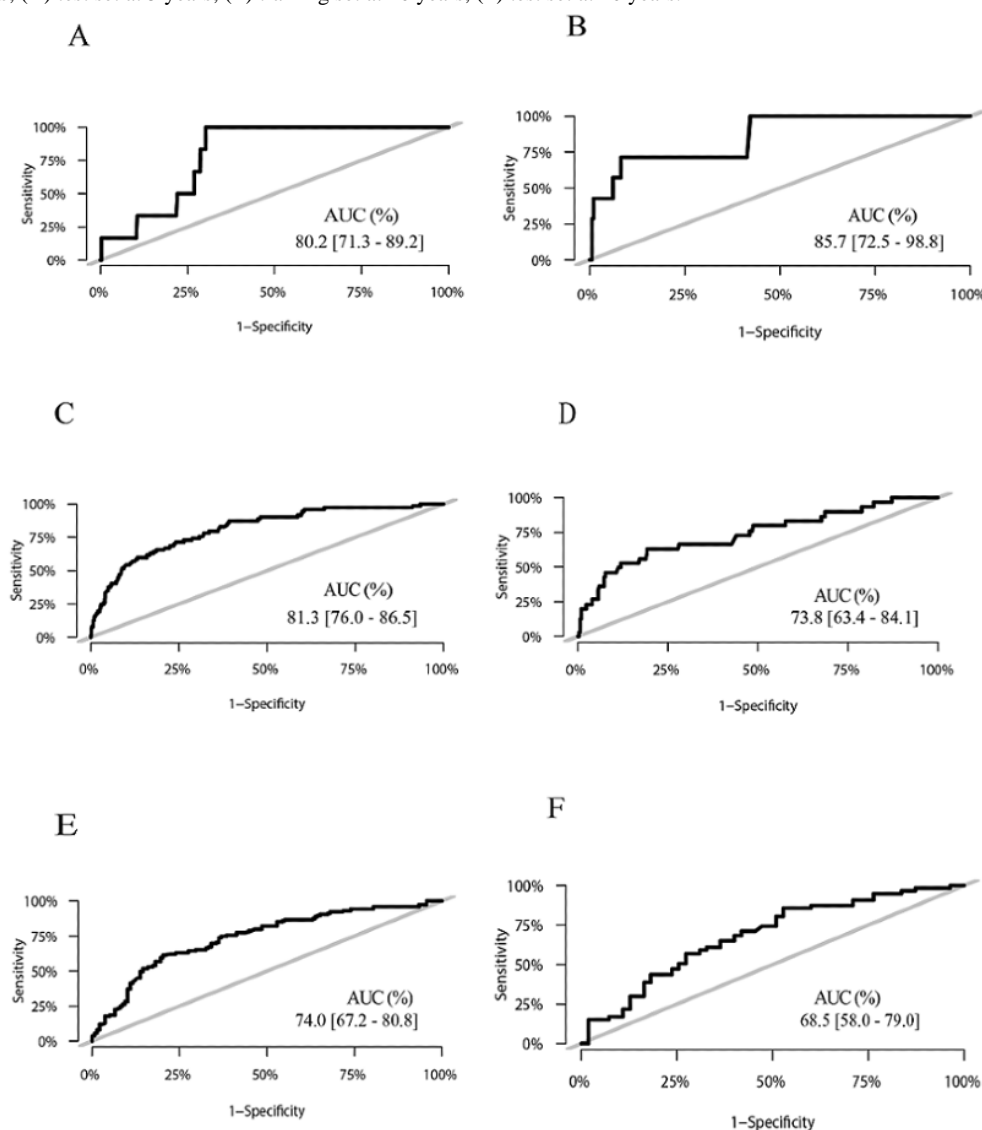 A
100%
75%
50%
25%
0%
Sensitivity
AUC (%)
80.2 [71.3 - 89.2]
0% 25% 50% 75% 100%
1−Specificity
B
100%
75%
50%
25%
0%
Sensitivity
AUC (%)
85.7 [72.5 - 98.8]
0% 25% 50% 75% 100%
1−Specificity
C
100%
75%
50%
25%
0%
Sensitivity
AUC (%)
81.3 [76.0 - 86.5]
0% 25% 50% 75% 100%
1−Specificity
D
100%
75%
50%
25%
0%
Sensitivity
AUC (%)
73.8 [63.4 - 84.1]
0% 25% 50% 75% 100%
1−Specificity
E
100%
75%
50%
25%
0%
Sensitivity
AUC (%)
74.0 [67.2 - 80.8]
0% 25% 50% 75% 100%
1−Specificity
F
100%
75%
50%
25%
0%
Sensitivity
AUC (%)
68.5 [58.0 - 79.0]
0% 25% 50% 75% 100%
1−Specificity